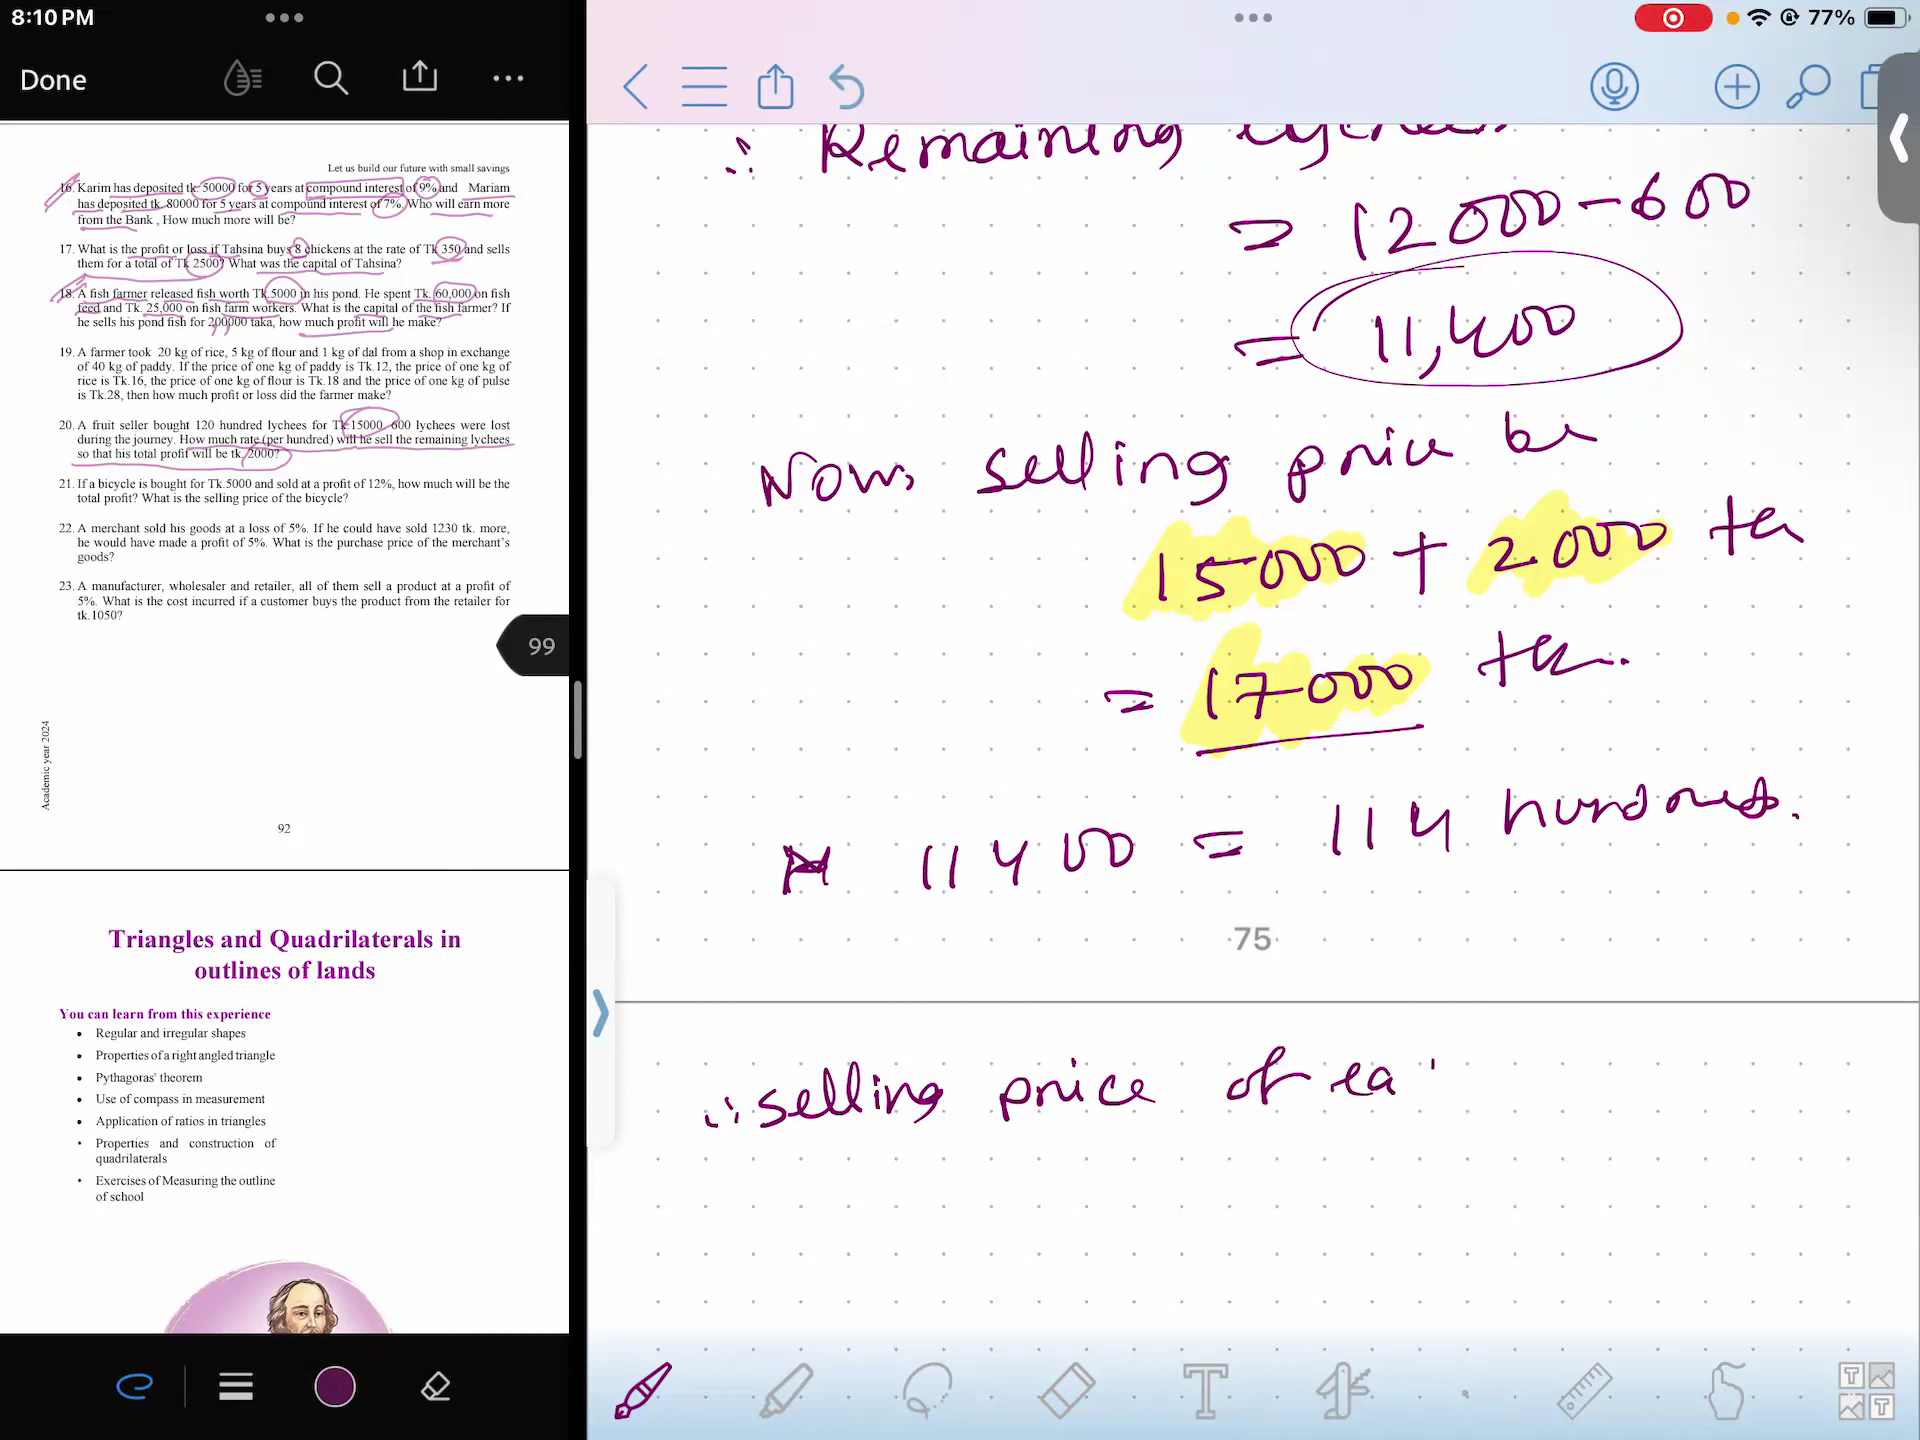 8:10 PM
77%
Done
Let us build our future with small savings
16. Karim has deposited tk. 50000 for 5 years at compound interest of 9% and Mariam
has deposited tk. 80000 for 5 years at compound interest of 7%. Who will earn more
from the Bank , How much more will be?
17. What is the profit or loss if Tahsina buys 8 chickens at the rate of Tk 350 and sells
them for a total of Tk 2500? What was the capital of Tahsina?
18. A fish farmer released fish worth Tk.5000 in his pond. He spent Tk. 60,000 on fish
feed and Tk. 25,000 on fish farm workers. What is the capital of the fish farmer? If
he sells his pond fish for 200000 taka, how much profit will he make?
19. A farmer took 20 kg of rice, 5 kg of flour and 1 kg of dal from a shop in exchange
of 40 kg of paddy. If the price of one kg of paddy is Tk.12, the price of one kg of
rice is Tk.16, the price of one kg of flour is Tk.18 and the price of one kg of pulse
is Tk.28, then how much profit or loss did the farmer make?
20. A fruit seller bought 120 hundred lychees for Tk.15000. 600 lychees were lost
during the journey. How much rate (per hundred) will he sell the remaining lychees
so that his total profit will be tk. 2000?
21. If a bicycle is bought for Tk.5000 and sold at a profit of 12%, how much will be the
total profit? What is the selling price of the bicycle?
22. A merchant sold his goods at a loss of 5%. If he could have sold 1230 tk. more,
he would have made a profit of 5%. What is the purchase price of the merchant's
goods?
23. A manufacturer, wholesaler and retailer, all of them sell a product at a profit of
5%. What is the cost incurred if a customer buys the product from the retailer for
tk.1050?
99
Academic year 2024
92
Triangles and Quadrilaterals in
outlines of lands
You can learn from this experience
• Regular and irregular shapes
• Properties of a right angled triangle
• Pythagoras' theorem
• Use of compass in measurement
• Application of ratios in triangles
• Properties and construction of
quadrilaterals
• Exercises of Measuring the outline
of school
∴ Remaining
= 12000 - 600
= 11,400
Now, selling price be
15000 + 2000 tk
= 17000 tk.
11400 = 114 hundred.
75
∴ selling price of ea